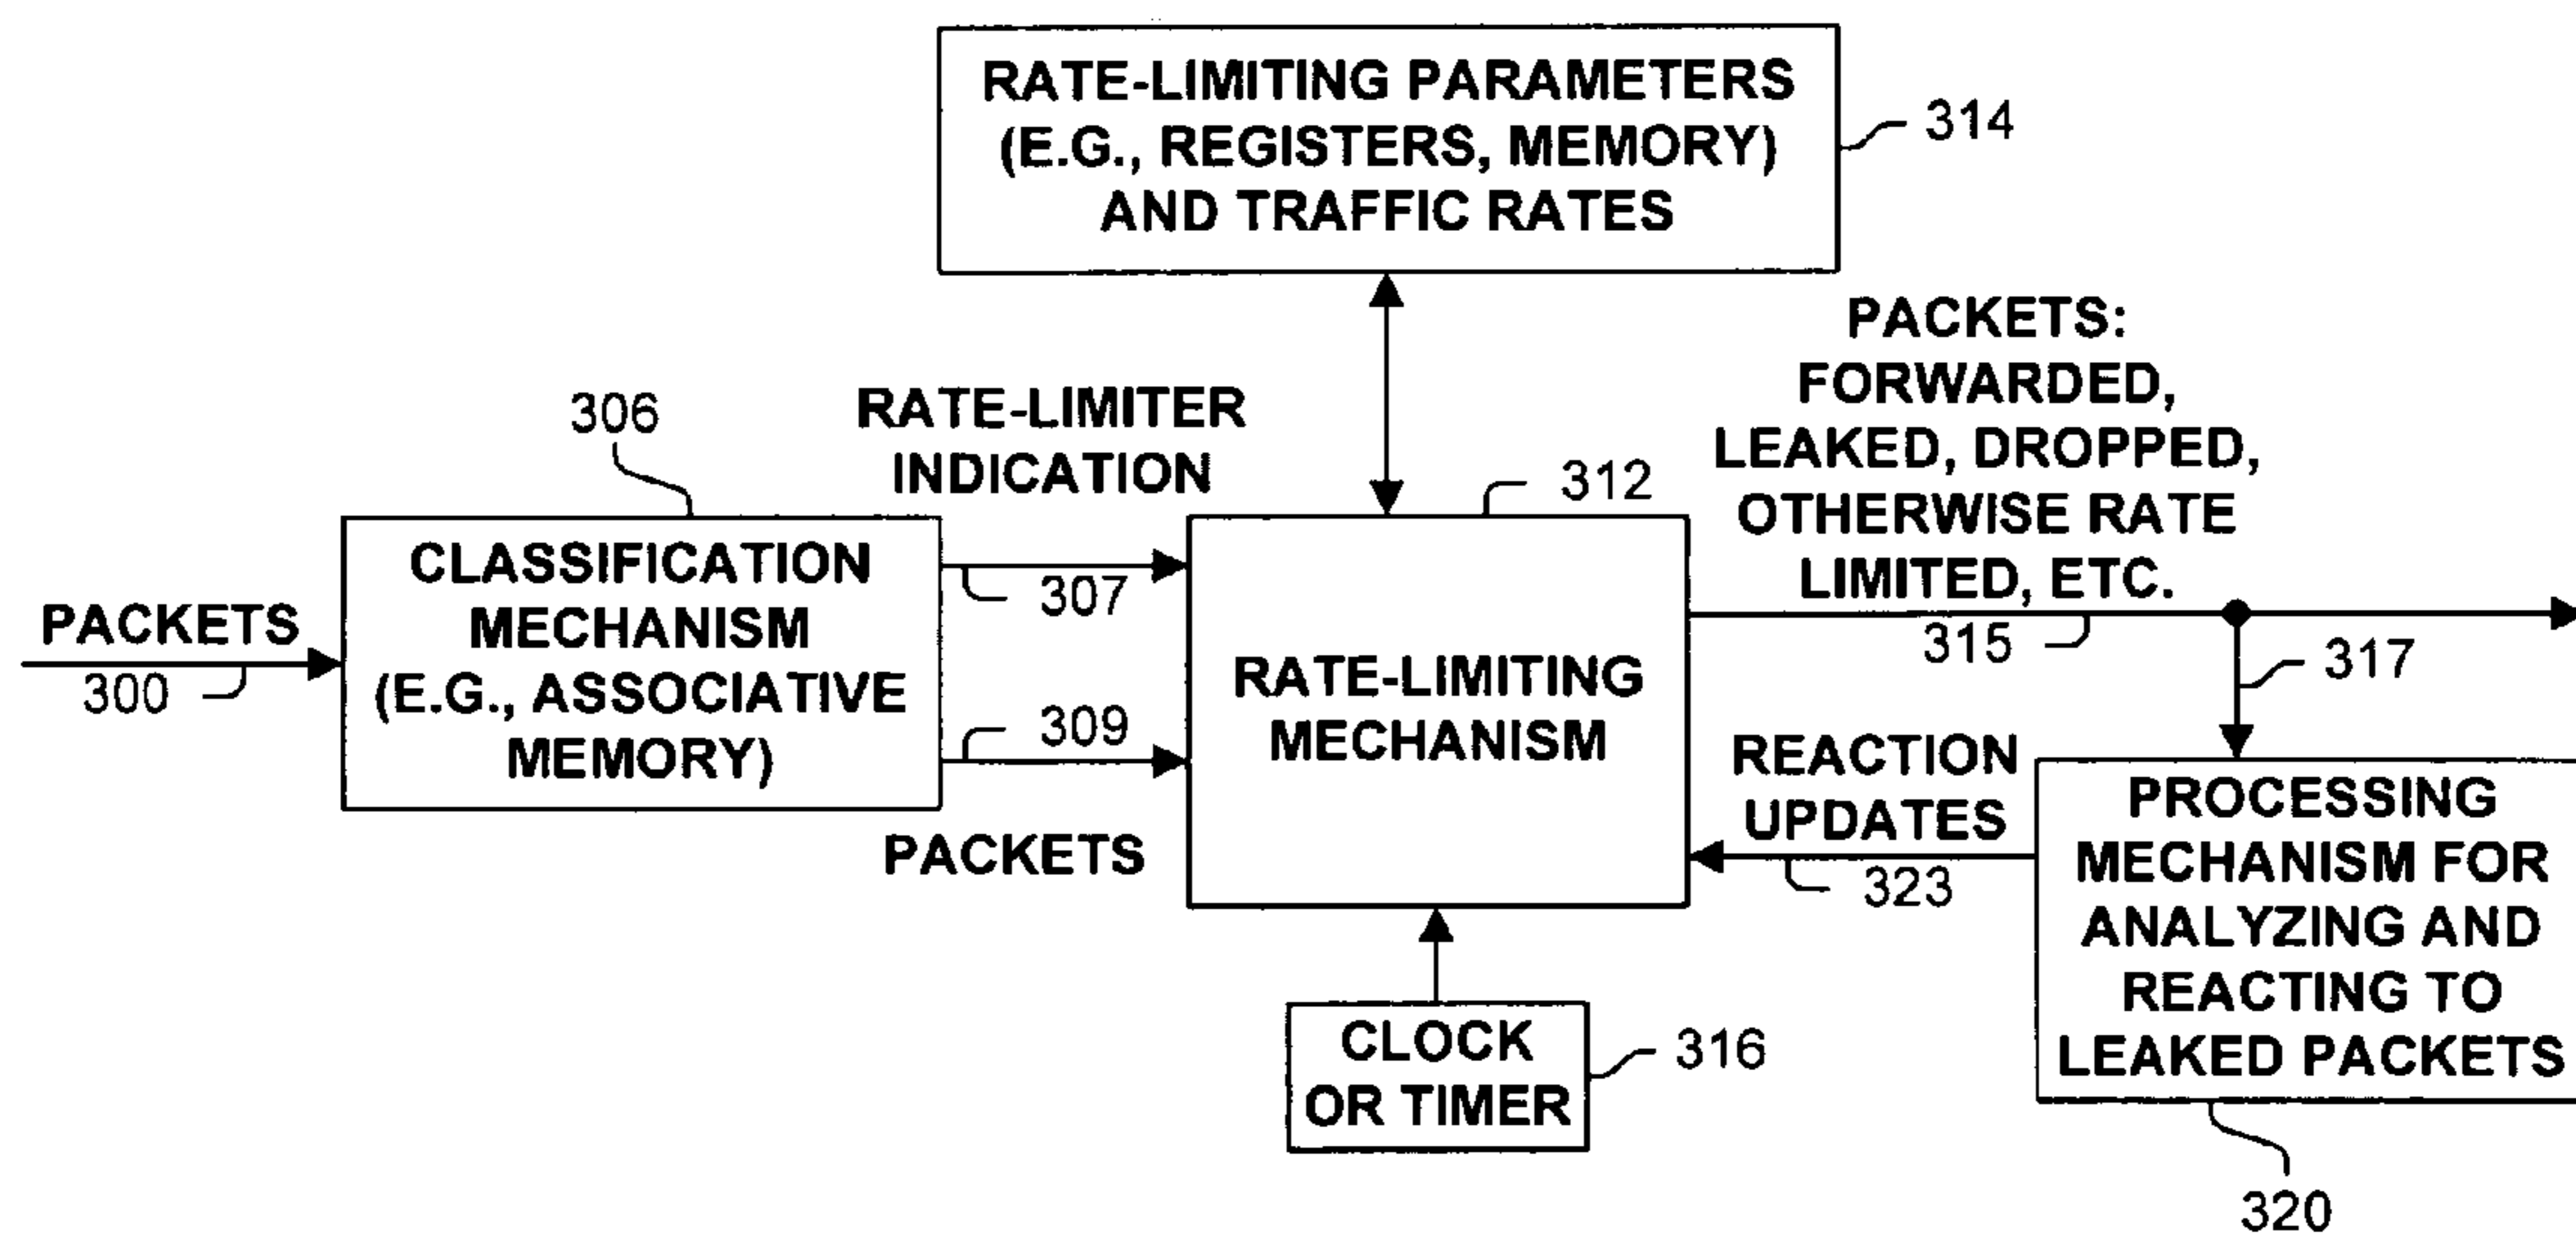 RATE-LIMITING PARAMETERS
(E.G., REGISTERS, MEMORY)
AND TRAFFIC RATES
314
PACKETS:
FORWARDED,
LEAKED, DROPPED,
OTHERWISE RATE
LIMITED, ETC.
306
RATE-LIMITER
INDICATION
312
PACKETS
300
CLASSIFICATION
MECHANISM
(E.G., ASSOCIATIVE
MEMORY)
307
309
PACKETS
RATE-LIMITING
MECHANISM
315
317
REACTION
UPDATES
323
PROCESSING
MECHANISM FOR
ANALYZING AND
REACTING TO
LEAKED PACKETS
CLOCK
OR TIMER
316
320